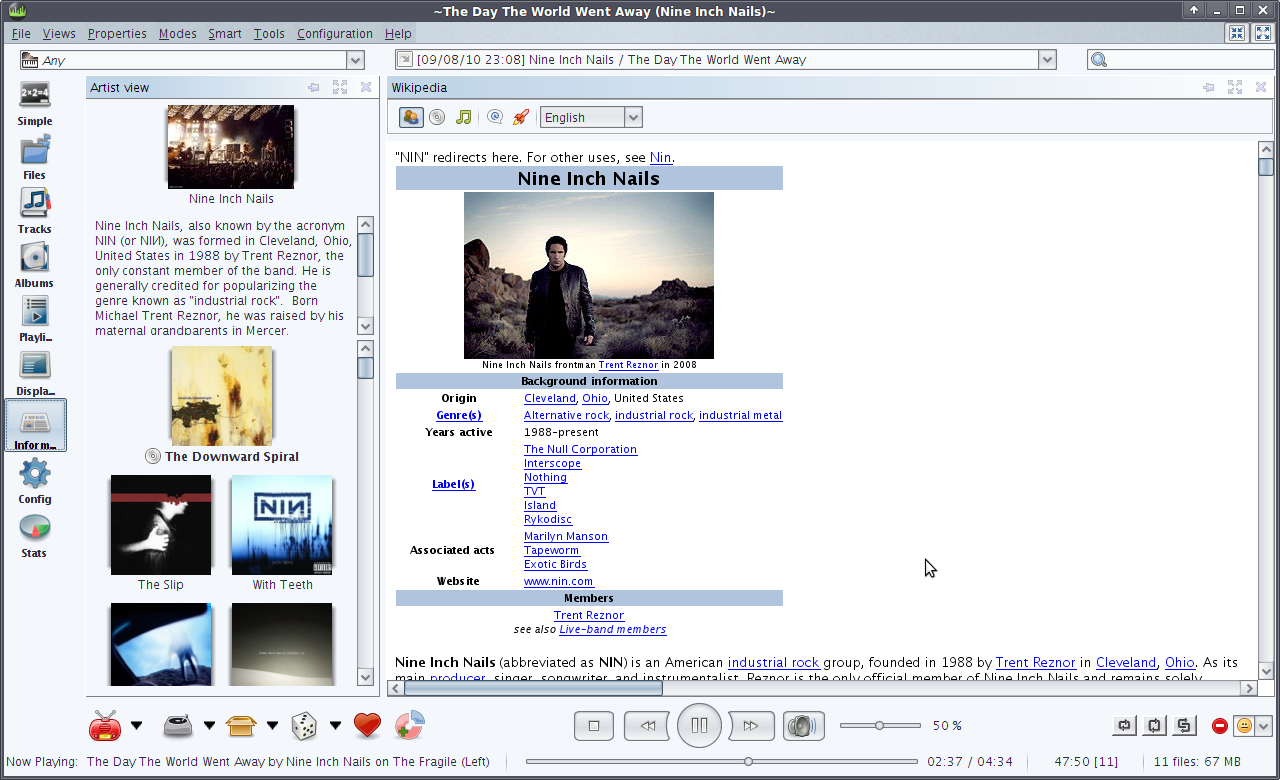 ~The Day The World Went Away (Nine Inch Nails)~
File Views Properties Modes Smart Tools Configuration Help
Any
[09/08/10 23:08] Nine Inch Nails / The Day The World Went Away
2×2=4
Simple
Files
Tracks
Albums
Playli...
Displa...
Inform...
Config
Stats
Artist view
Nine Inch Nails
Nine Inch Nails, also known by the acronym
NIN (or NIИ), was formed in Cleveland, Ohio,
United States in 1988 by Trent Reznor, the
only constant member of the band. He is
generally credited for popularizing the
genre known as "industrial rock".  Born
Michael Trent Reznor, he was raised by his
maternal grandparents in Mercer.
The Downward Spiral
NIИ
The Slip
With Teeth
Wikipedia
English
"NIN" redirects here. For other uses, see Nin.
Nine Inch Nails
Nine Inch Nails frontman Trent Reznor in 2008
Background information
Origin Cleveland, Ohio, United States
Genre(s) Alternative rock, industrial rock, industrial metal
Years active 1988–present
Label(s)
The Null Corporation
Interscope
Nothing
TVT
Island
Rykodisc
Associated acts
Marilyn Manson
Tapeworm
Exotic Birds
Website www.nin.com
Members
Trent Reznor
see also Live-band members
Nine Inch Nails (abbreviated as NIN) is an American industrial rock group, founded in 1988 by Trent Reznor in Cleveland, Ohio. As its
main producer, singer, songwriter, and instrumentalist, Reznor is the only official member of Nine Inch Nails and remains solely
50 %
Now Playing: The Day The World Went Away by Nine Inch Nails on The Fragile (Left)
02:37 / 04:34
47:50 [11]
11 files: 67 MB